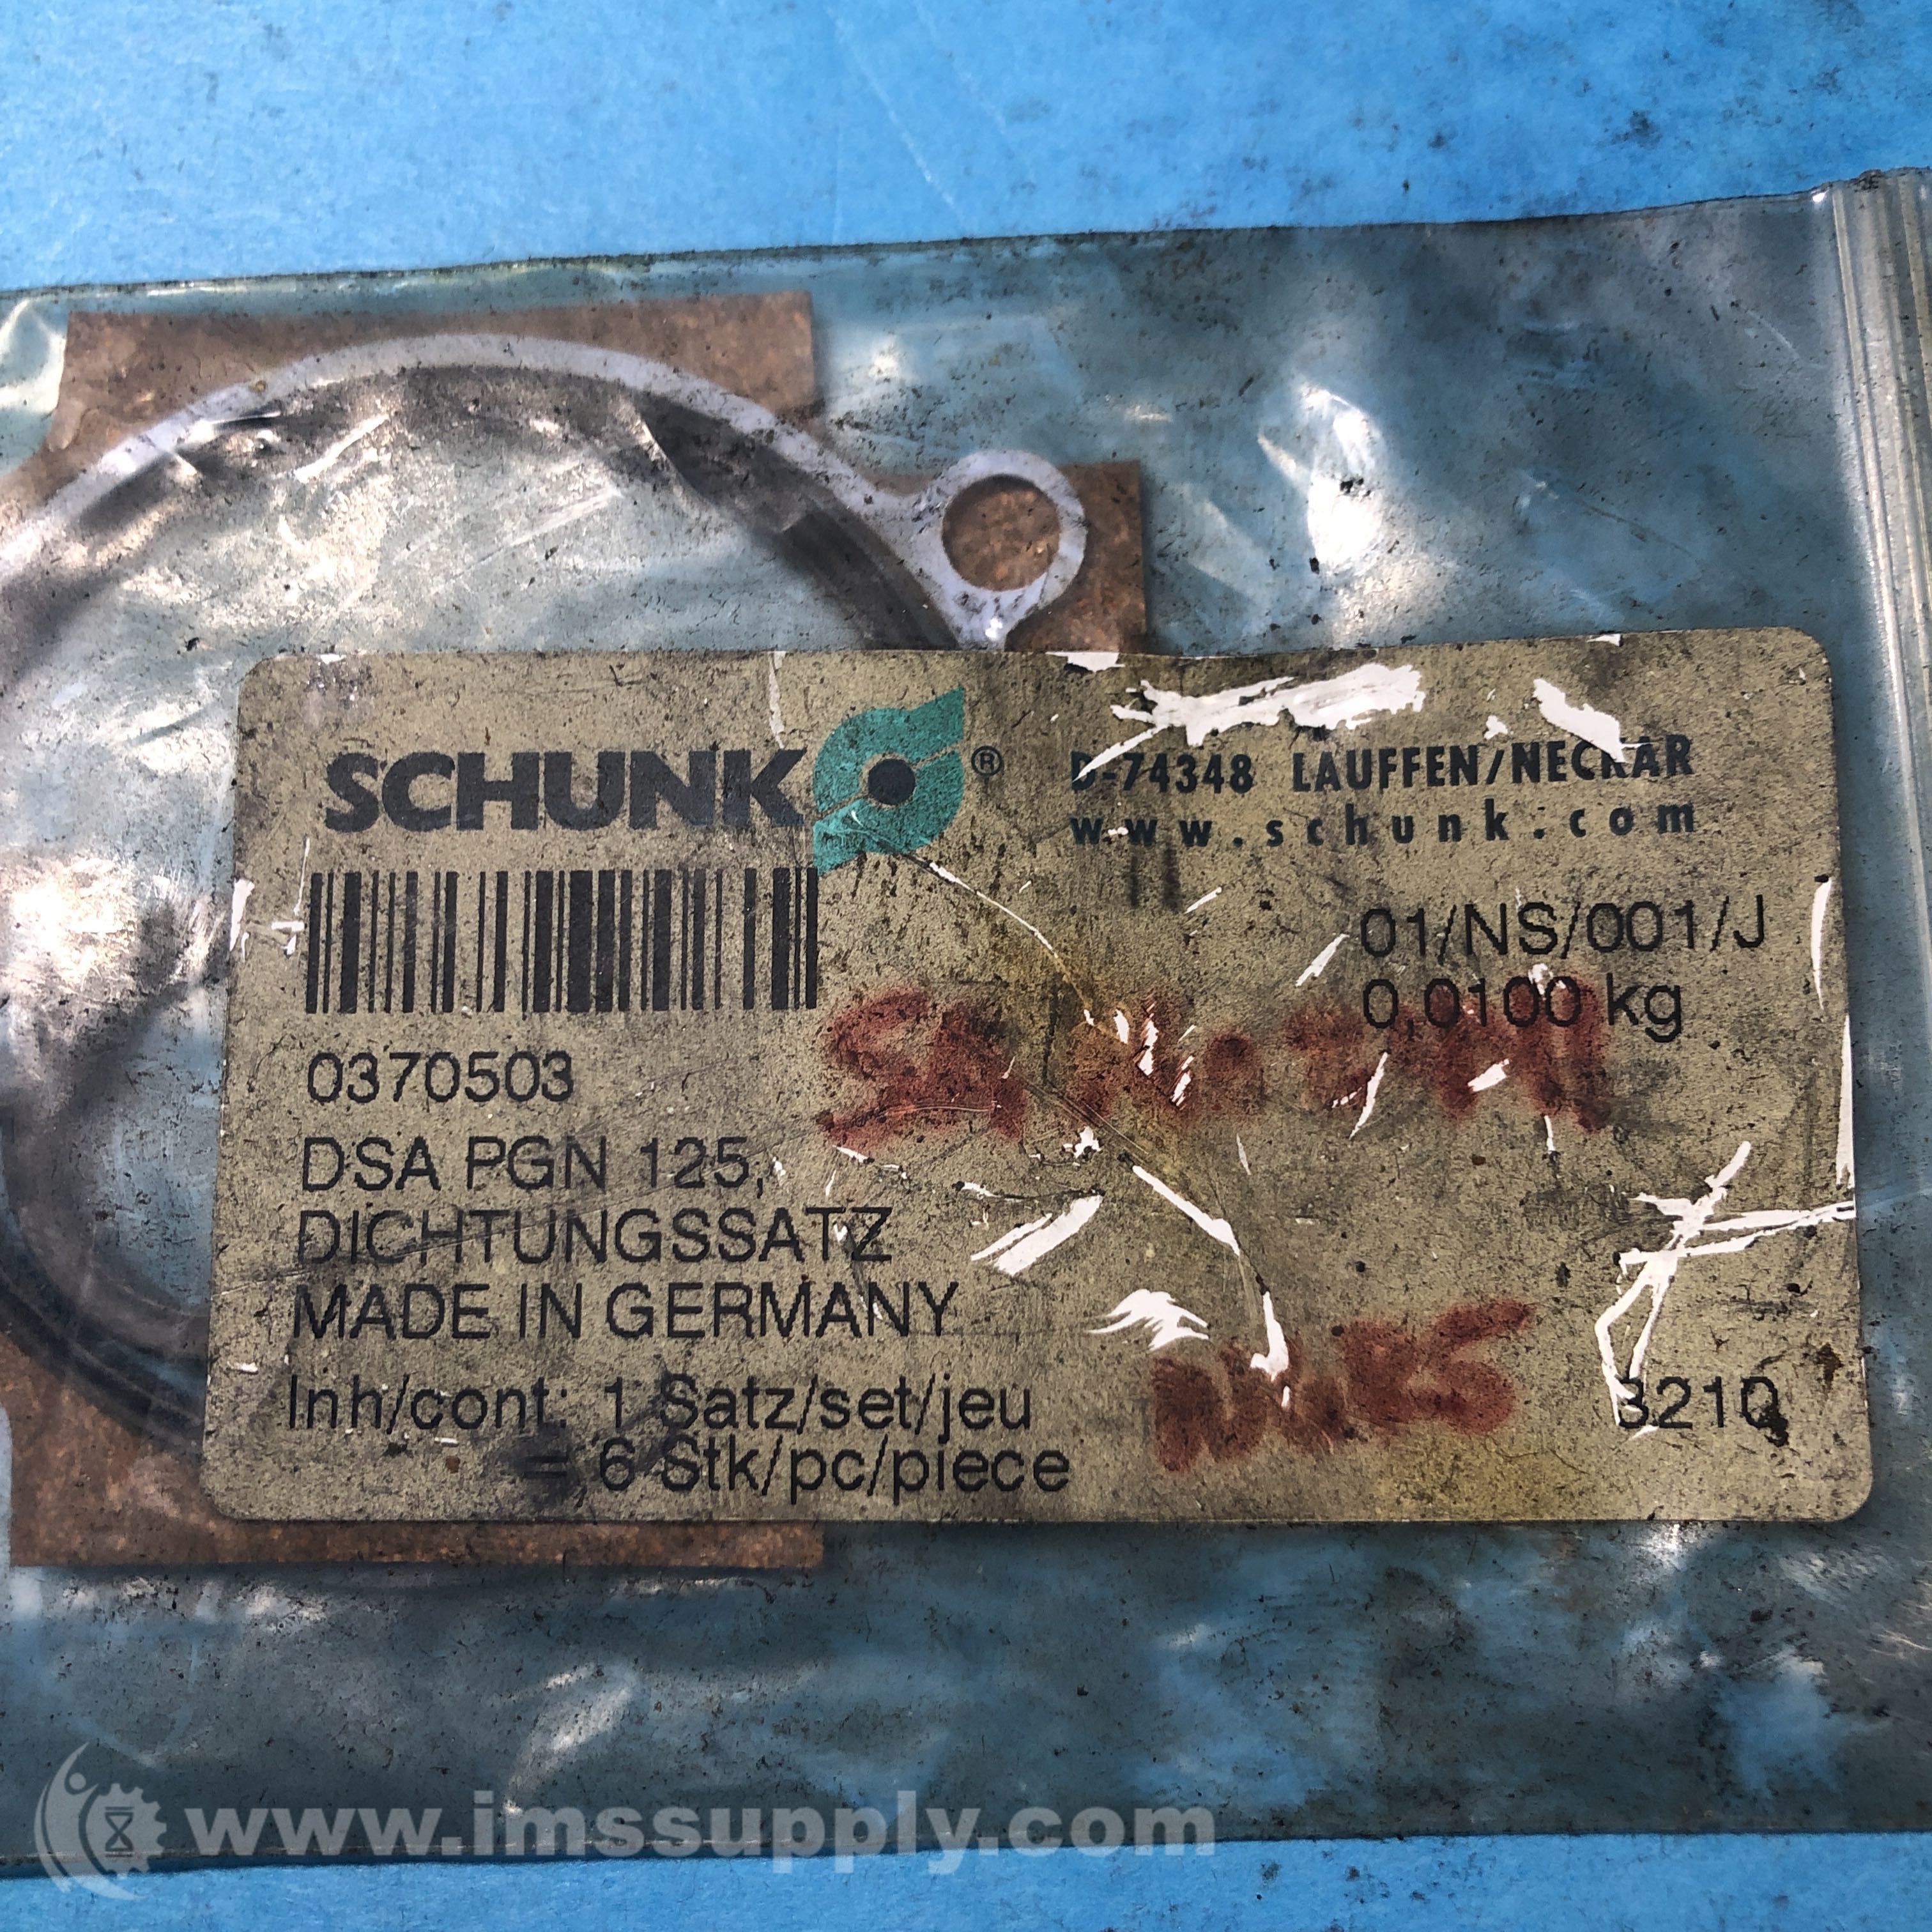 SCHUNK ®
D-74348 LAUFFEN/NECKAR
www.schunk.com
01/NS/001/J
0,0100 kg
0370503
DSA PGN 125,
DICHTUNGSSATZ
MADE IN GERMANY
Inh/cont: 1 Satz/set/jeu
= 6 Stk/pc/piece
3210
www.imssupply.com